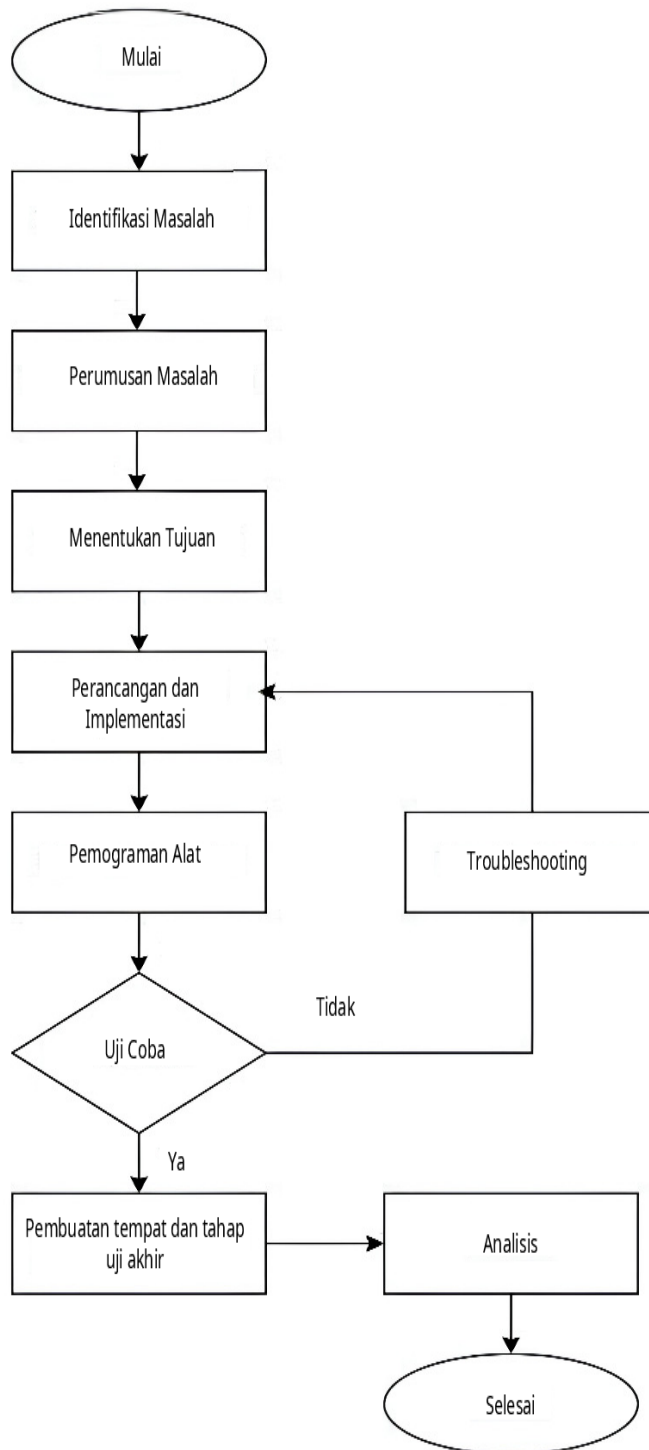 Mulai
Identifikasi Masalah
Perumusan Masalah
Menentukan Tujuan
Perancangan dan
Implementasi
Pemograman Alat
Troubleshooting
Tidak
Uji Coba
Ya
Pembuatan tempat dan tahap
uji akhir
Analisis
Selesai